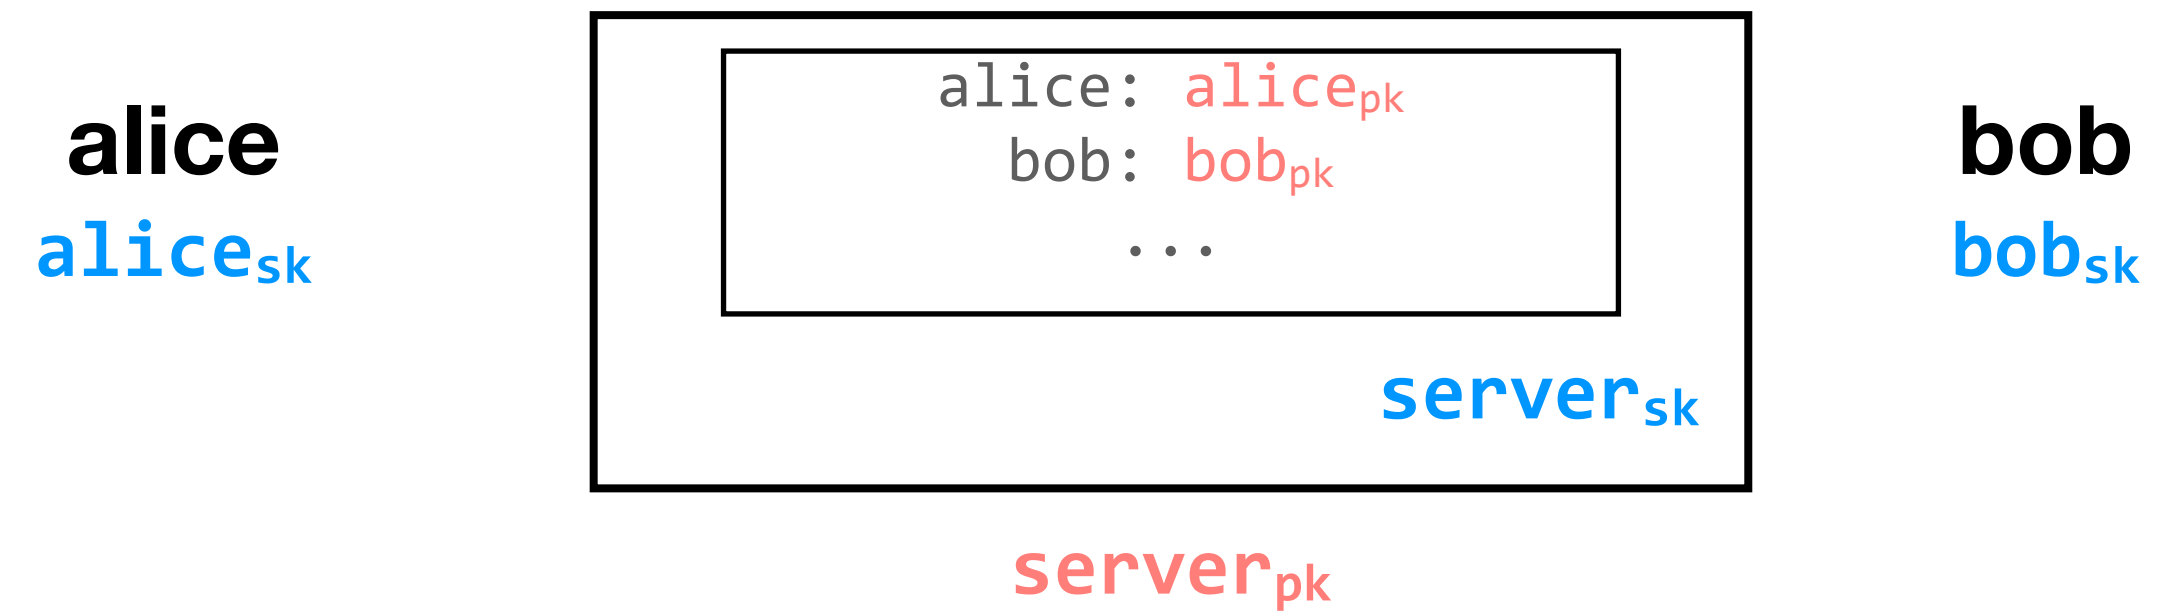 alice
alicesk
alice: alicepk
bob: bobpk
...
serversk
serverpk
bob
bobsk